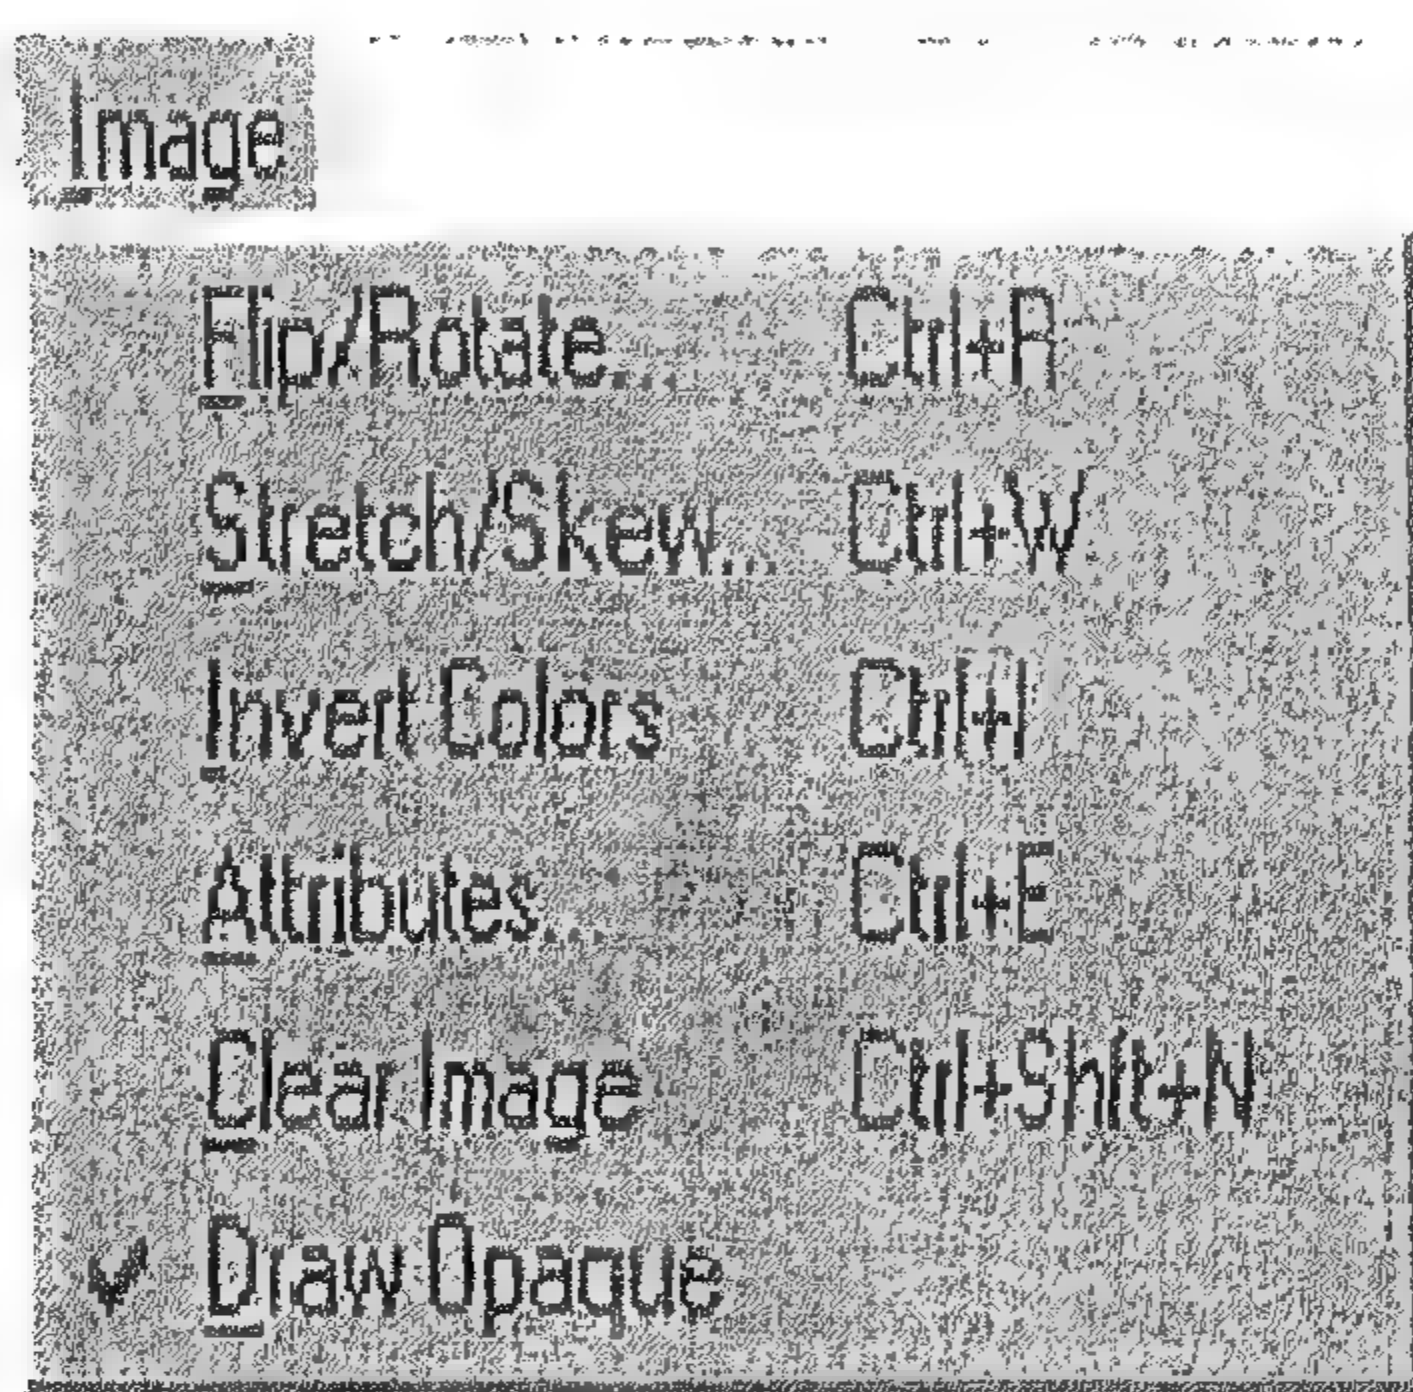 Image
Flip/Rotate... Ctrl+R
Stretch/Skew... Ctrl+W
Invert Colors Ctrl+I
Attributes... Ctrl+E
Clear Image Ctrl+Shft+N
✓ Draw Opaque